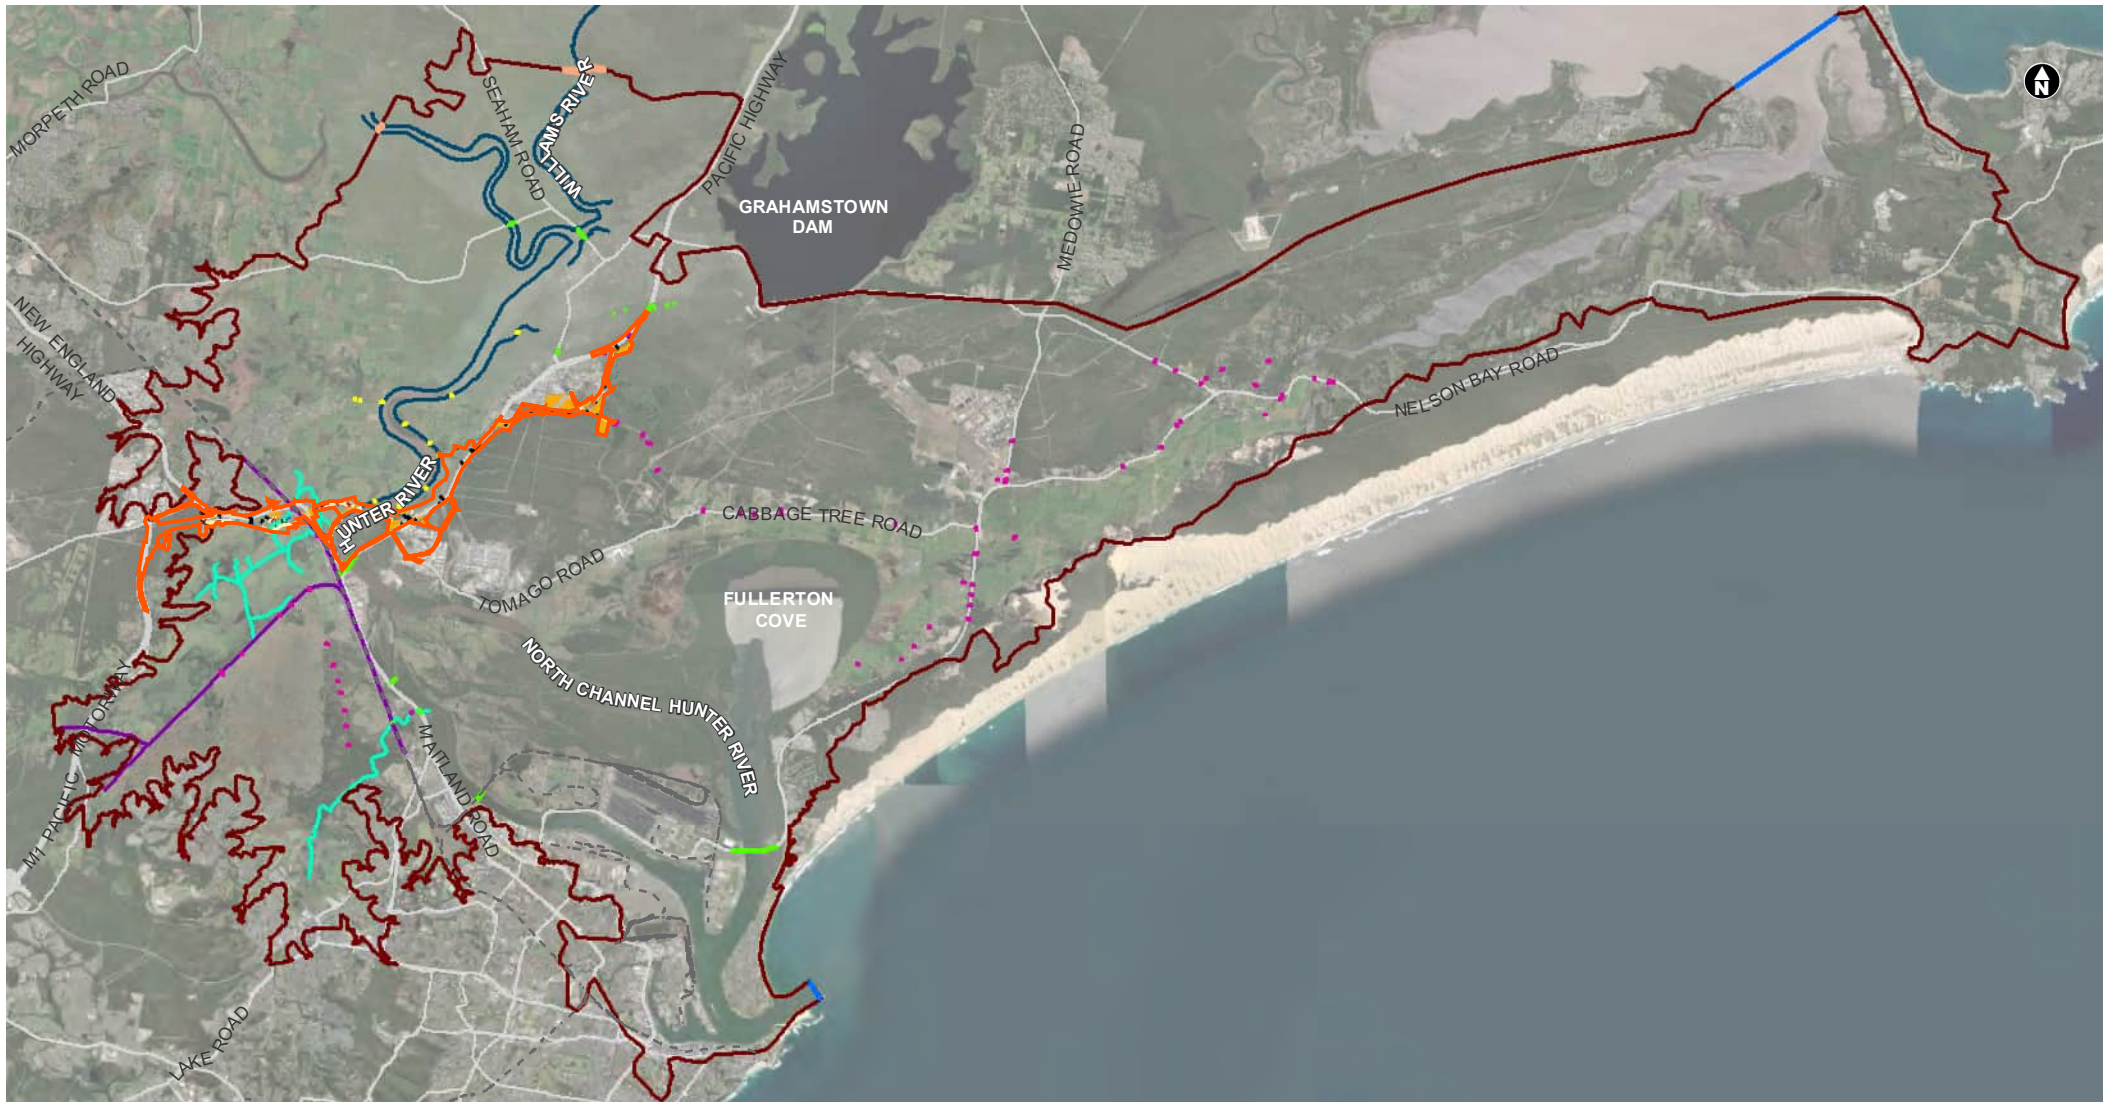 MORPETH ROAD
SEAHAM ROAD
WILLIAMS RIVER
PACIFIC HIGHWAY
N
GRAHAMSTOWN
DAM
MEDOWIE ROAD
NEW ENGLAND
HIGHWAY
NELSON BAY ROAD
HUNTER RIVER
CABBAGE TREE ROAD
TOMAGO ROAD
FULLERTON
COVE
NORTH CHANNEL HUNTER RIVER
M1 PACIFIC MOTORWAY
MAITLAND ROAD
LAKE ROAD